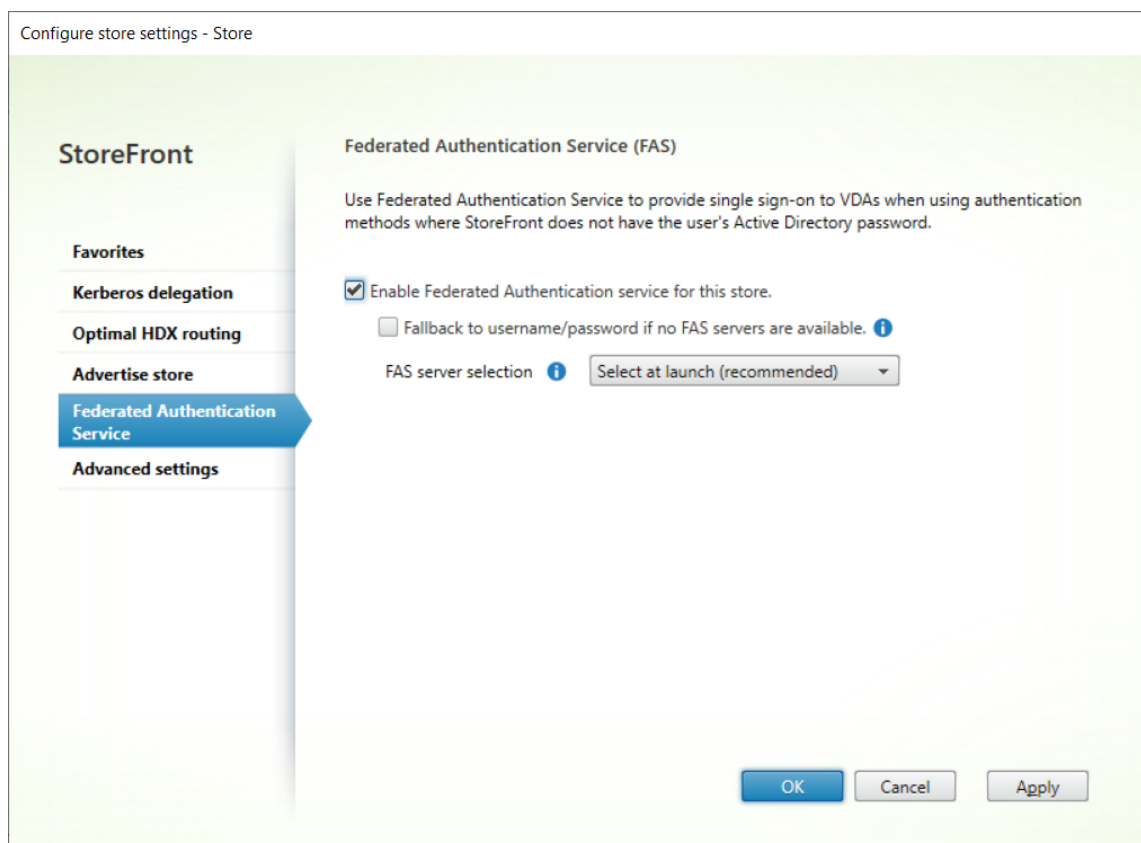 Configure store settings - Store
StoreFront
Favorites
Kerberos delegation
Optimal HDX routing
Advertise store
Federated Authentication
Service
Advanced settings
Federated Authentication Service (FAS)
Use Federated Authentication Service to provide single sign-on to VDAs when using authentication
methods where StoreFront does not have the user's Active Directory password.
Enable Federated Authentication service for this store.
Fallback to username/password if no FAS servers are available.
FAS server selection Select at launch (recommended)
OK Cancel Apply